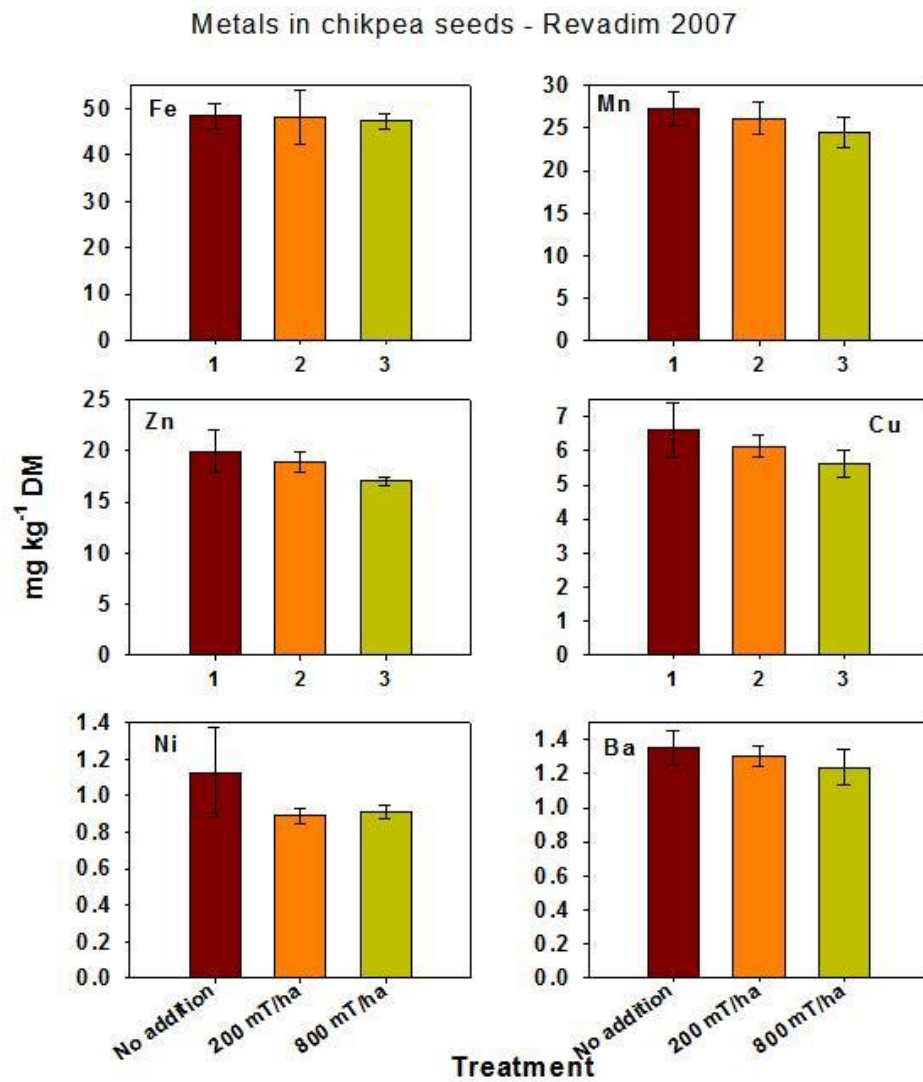 Metals in chikpea seeds - Revadim 2007
Fe
50
40
30
20
10
0
1 2 3
Mn
30
25
20
15
10
5
0
1 2 3
mg kg⁻¹ DM
Zn
25
20
15
10
5
0
1 2 3
Cu
7
6
5
4
3
2
1
0
1 2 3
Ni
1.4
1.2
1.0
0.8
0.6
0.4
0.2
0.0
No addition
200 mT/ha
800 mT/ha
Ba
1.4
1.2
1.0
0.8
0.6
0.4
0.2
0.0
No addition
200 mT/ha
800 mT/ha
Treatment